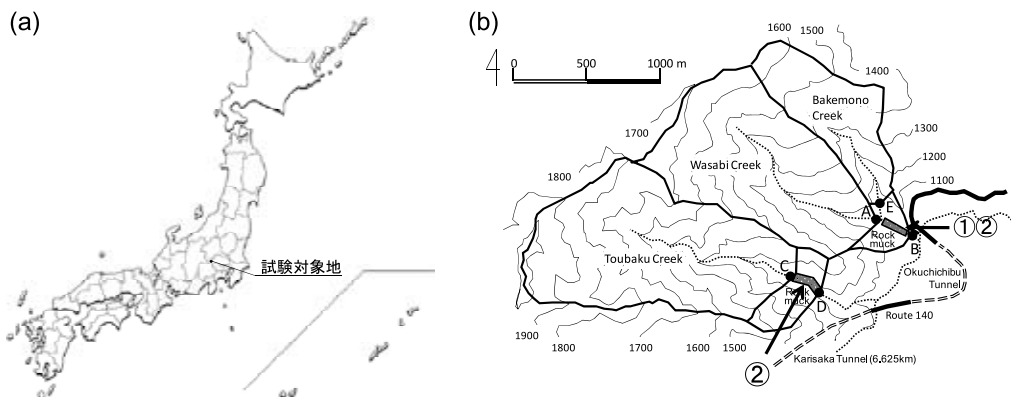 (a)
試験対象地
(b)
4
0
500
1000 m
1600
1500
1400
Bakemono
Creek
1300
1700
Wasabi Creek
1200
1800
1100
E
A
Rock
muck
B
①②
Toubaku Creek
C
Rock
muck
D
Okuchichibu
Tunnel
Route 140
1900
1800
1700
1600
1500
Karisaka Tunnel (6.625km)
②